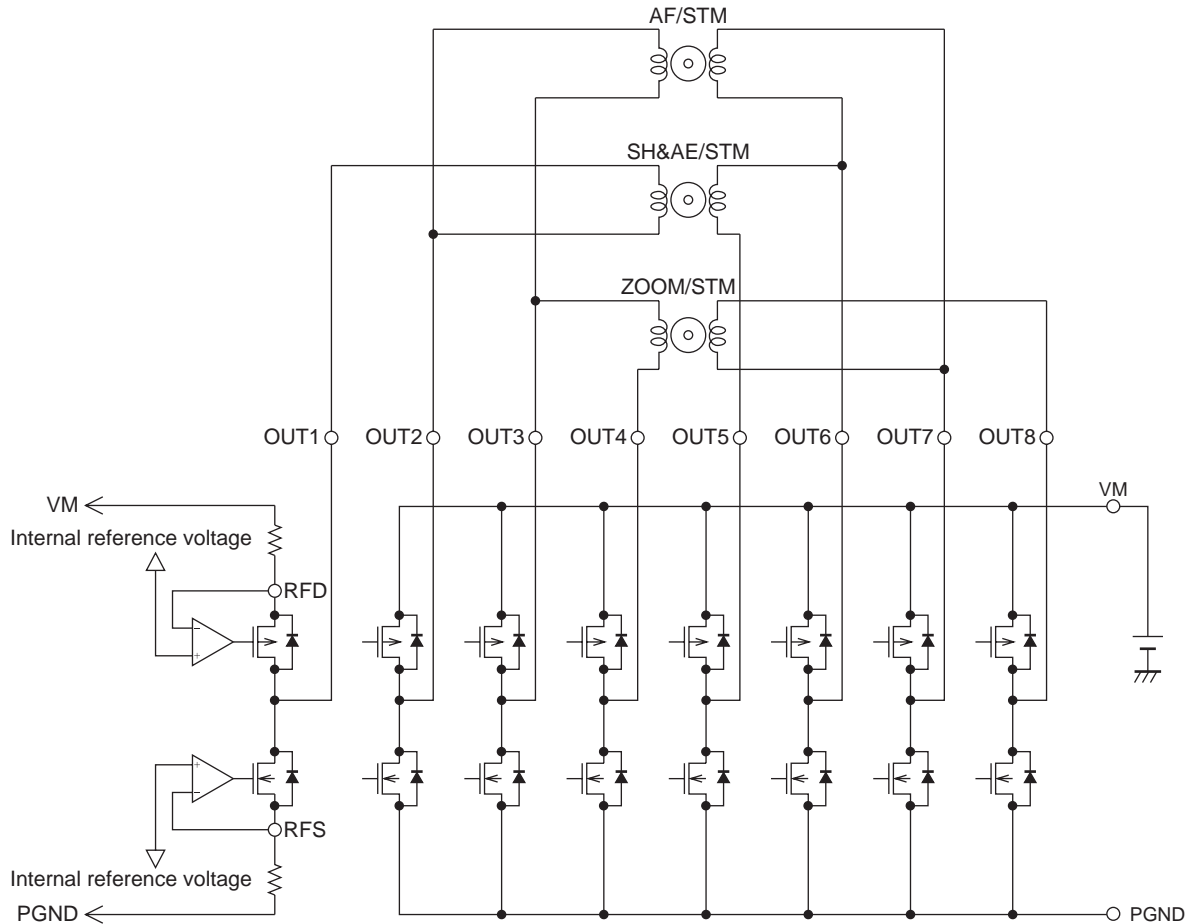 AF/STM
SH&AE/STM
ZOOM/STM
OUT1 OUT2 OUT3 OUT4 OUT5 OUT6 OUT7 OUT8
VM
VM
Internal reference voltage
RFD
−
+
+
−
RFS
Internal reference voltage
PGND
PGND